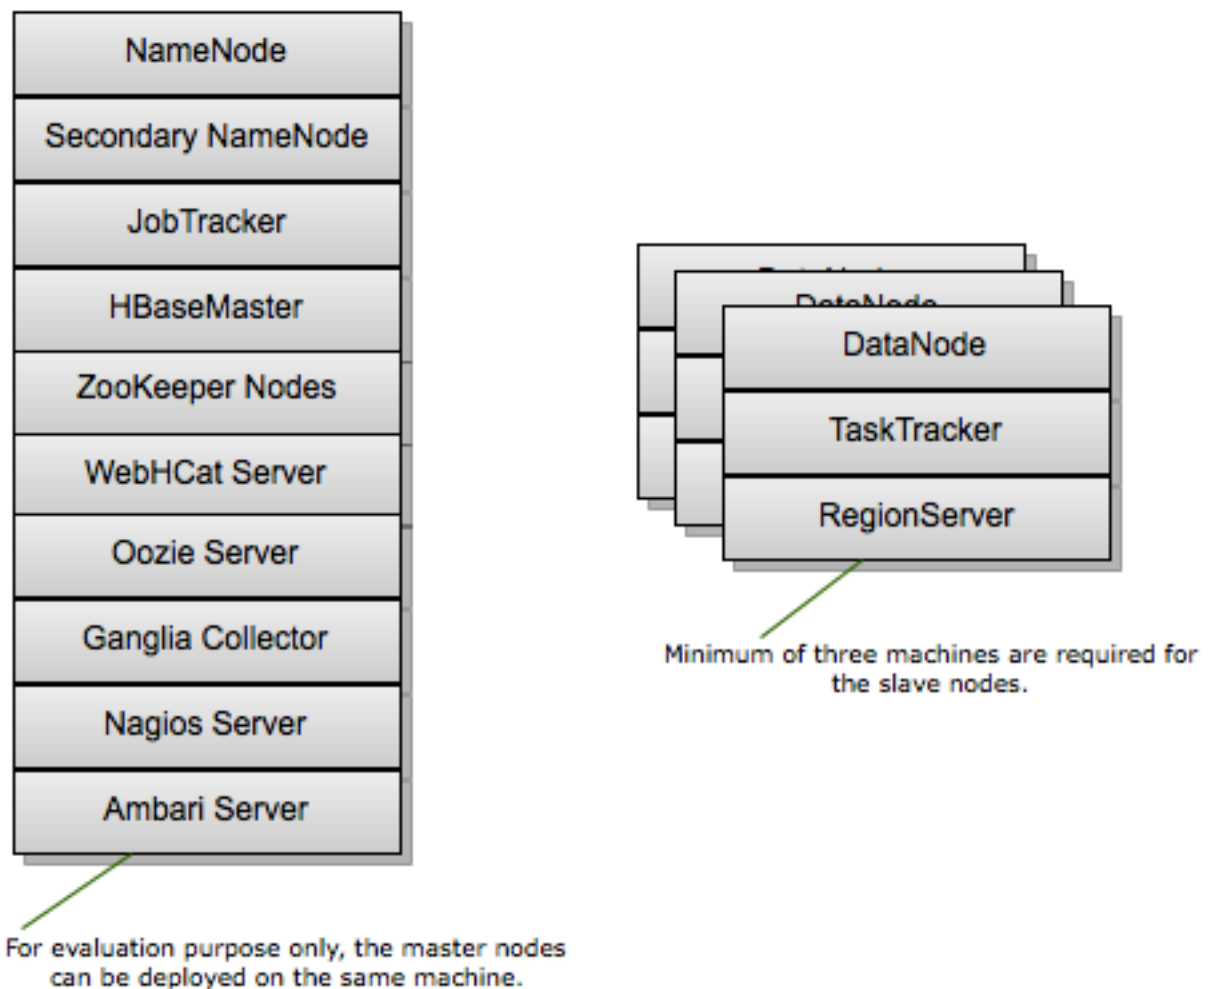 NameNode
Secondary NameNode
JobTracker
HBaseMaster
ZooKeeper Nodes
WebHCat Server
Oozie Server
Ganglia Collector
Nagios Server
Ambari Server
For evaluation purpose only, the master nodes
can be deployed on the same machine.
DataNode
DataNode
TaskTracker
RegionServer
Minimum of three machines are required for
the slave nodes.